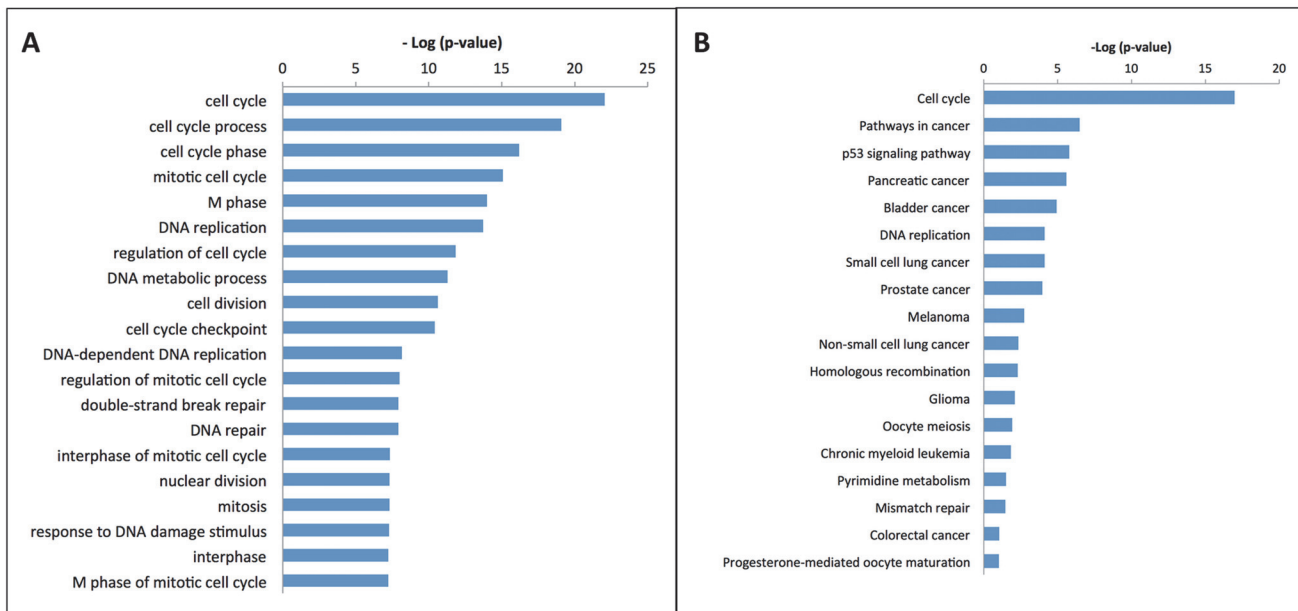 A
- Log (p-value)
0 5 10 15 20 25
cell cycle
cell cycle process
cell cycle phase
mitotic cell cycle
M phase
DNA replication
regulation of cell cycle
DNA metabolic process
cell division
cell cycle checkpoint
DNA-dependent DNA replication
regulation of mitotic cell cycle
double-strand break repair
DNA repair
interphase of mitotic cell cycle
nuclear division
mitosis
response to DNA damage stimulus
interphase
M phase of mitotic cell cycle
B
-Log (p-value)
0 5 10 15 20
Cell cycle
Pathways in cancer
p53 signaling pathway
Pancreatic cancer
Bladder cancer
DNA replication
Small cell lung cancer
Prostate cancer
Melanoma
Non-small cell lung cancer
Homologous recombination
Glioma
Oocyte meiosis
Chronic myeloid leukemia
Pyrimidine metabolism
Mismatch repair
Colorectal cancer
Progesterone-mediated oocyte maturation